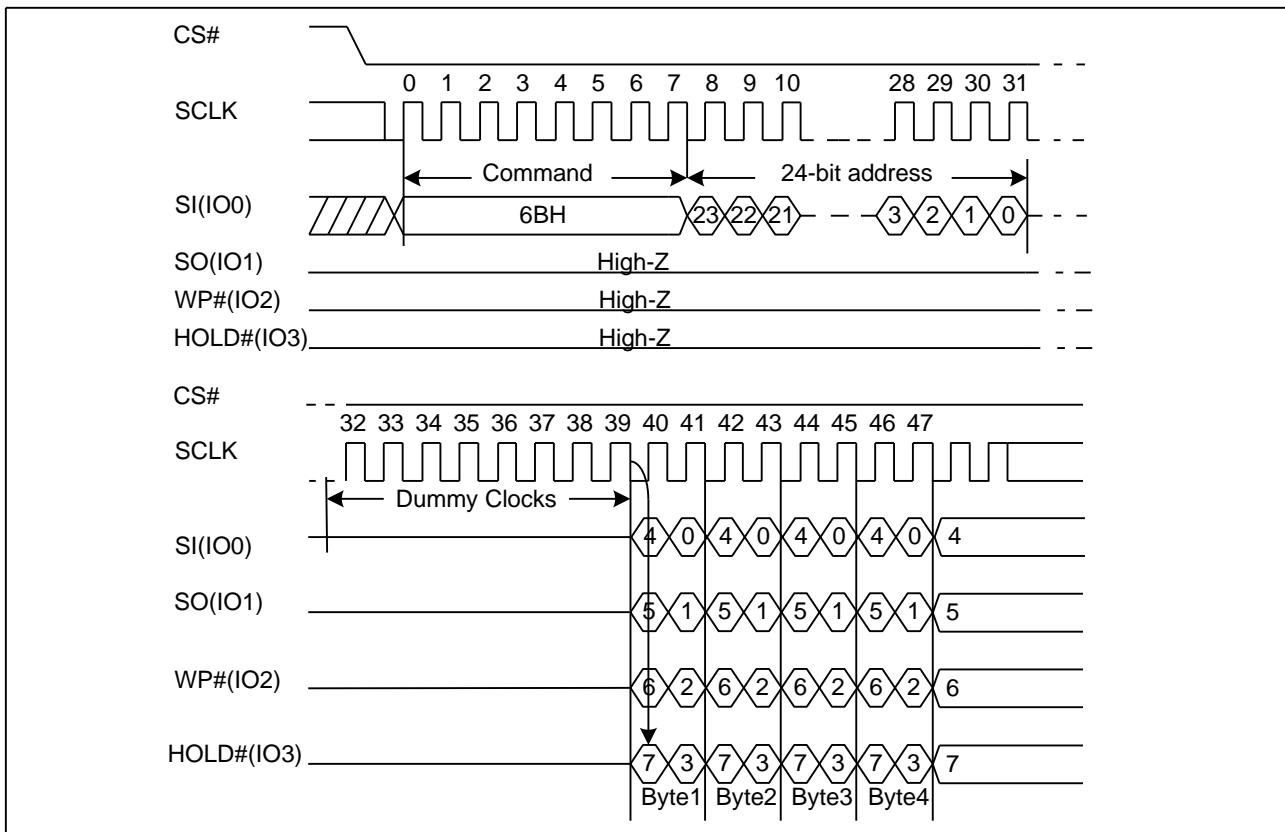 CS#
0 1 2 3 4 5 6 7 8 9 10 28 29 30 31
SCLK
Command 24-bit address
SI(IO0) 6BH 23 22 21 3 2 1 0
SO(IO1) High-Z
WP#(IO2) High-Z
HOLD#(IO3) High-Z
CS#
32 33 34 35 36 37 38 39 40 41 42 43 44 45 46 47
SCLK
Dummy Clocks
SI(IO0) 4 0 4 0 4 0 4 0 4
SO(IO1) 5 1 5 1 5 1 5 1 5
WP#(IO2) 6 2 6 2 6 2 6 2 6
HOLD#(IO3) 7 3 7 3 7 3 7 3 7
Byte1 Byte2 Byte3 Byte4